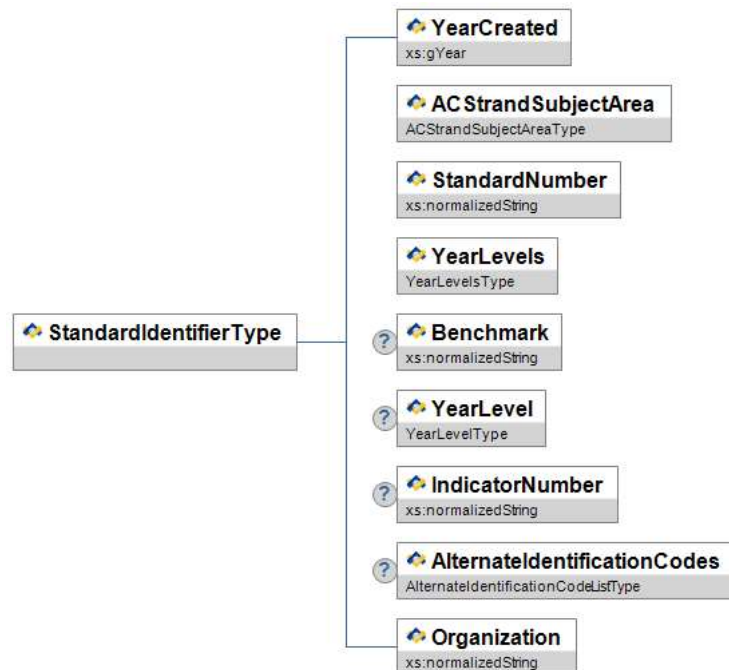 YearCreated
xs:gYear
ACStrandSubjectArea
ACStrandSubjectAreaType
StandardNumber
xs:normalizedString
YearLevels
YearLevelsType
StandardIdentifierType
? Benchmark
xs:normalizedString
? YearLevel
YearLevelType
? IndicatorNumber
xs:normalizedString
? AlternateIdentificationCodes
AlternateIdentificationCodeListType
Organization
xs:normalizedString